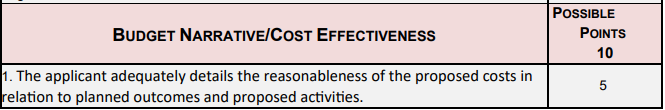 BUDGET NARRATIVE/COST EFFECTIVENESS
POSSIBLE
POINTS
10
1. The applicant adequately details the reasonableness of the proposed costs in
relation to planned outcomes and proposed activities.
5